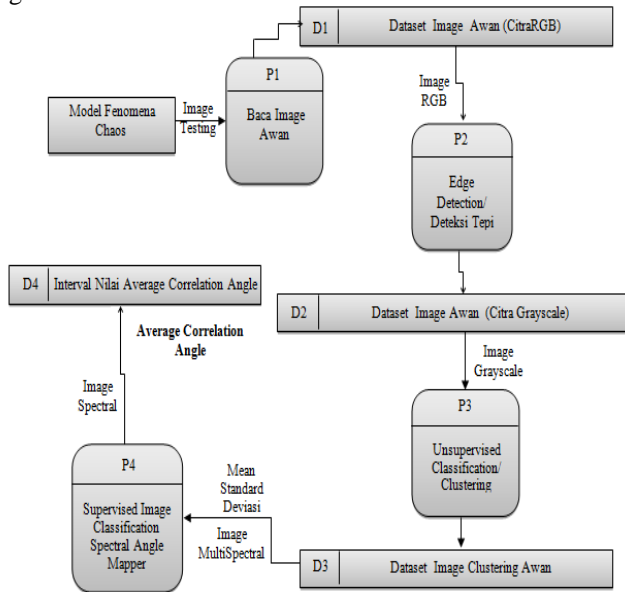 g
D1 Dataset Image Awan (CitraRGB)
P1
Baca Image
Awan
Model Fenomena
Chaos
Image
Testing
Image
RGB
P2
Edge
Detection/
Deteksi Tepi
D4 Interval Nilai Average Correlation Angle
D2 Dataset Image Awan (Citra Grayscale)
Average Correlation
Angle
Image
Grayscale
Image
Spectral
P3
Unsupervised
Classification/
Clustering
P4
Supervised Image
Classification
Spectral Angle
Mapper
Mean
Standard
Deviasi
Image
MultiSpectral
D3 Dataset Image Clustering Awan